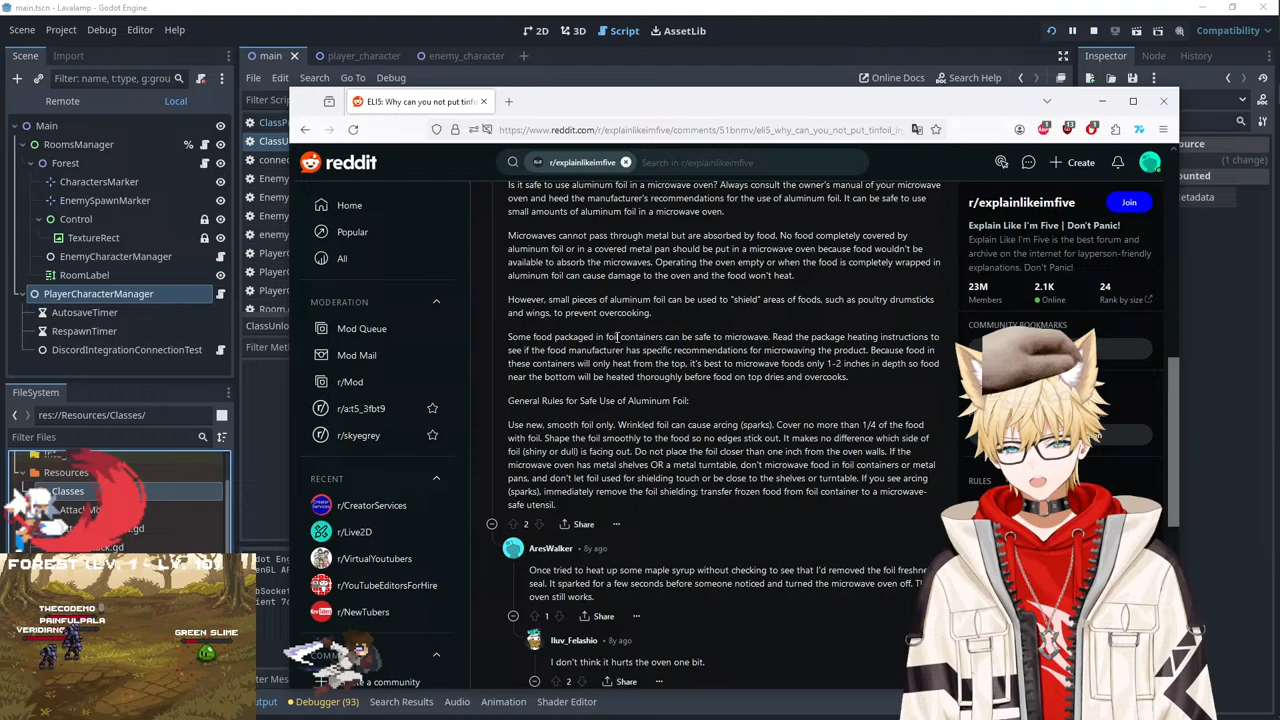 main.tscn - Lavalamp - Godot Engine
Scene Project Debug Editor Help
2D 3D Script AssetLib
Compatibility
Scene Import
main player_character enemy_character
Inspector Node History
Filter: name, t:type, g:grou
File Edit Search Go To Debug
Online Docs Search Help
Remote Local
Main
RoomsManager
Forest
CharactersMarker
EnemySpawnMarker
Control
TextureRect
EnemyCharacterManager
RoomLabel
PlayerCharacterManager
AutosaveTimer
RespawnTimer
DiscordIntegrationConnectionTest
FileSystem
res://Resources/Classes/
Filter Files
Resources
Classes
Filter Scri
ClassP
ClassU
conne
Enemy
Enemy
Enemy
enemy
Player
Player
Player
Room.
ClassUnlo
Filter Met
(1 change)
ELI5: Why can you not put tinfo
https://www.reddit.com/r/explainlikeimfive/comments/51bnmv/eli5_why_can_you_not_put_tinfoil_in
reddit
r/explainlikeimfive Search in r/explainlikeimfive
Create
Home
Popular
All
MODERATION
Mod Queue
Mod Mail
r/Mod
r/a:t5_3fbt9
r/skyegrey
RECENT
r/CreatorServices
r/Live2D
r/VirtualYoutubers
r/YouTubeEditorsForHire
r/NewTubers
a community
Is it safe to use aluminum foil in a microwave oven? Always consult the owner's manual of your microwave
oven and heed the manufacturer's recommendations for the use of aluminum foil. It can be safe to use
small amounts of aluminum foil in a microwave oven.
Microwaves cannot pass through metal but are absorbed by food. No food completely covered by
aluminum foil or in a covered metal pan should be put in a microwave oven because food wouldn't be
available to absorb the microwaves. Operating the oven empty or when the food is completely wrapped in
aluminum foil can cause damage to the oven and the food won't heat.
However, small pieces of aluminum foil can be used to "shield" areas of foods, such as poultry drumsticks
and wings, to prevent overcooking.
Some food packaged in foil containers can be safe to microwave. Read the package heating instructions to
see if the food manufacturer has specific recommendations for microwaving the product. Because food in
these containers will only heat from the top, it's best to microwave foods only 1-2 inches in depth so food
near the bottom will be heated thoroughly before food on top dries and overcooks.
General Rules for Safe Use of Aluminum Foil:
Use new, smooth foil only. Wrinkled foil can cause arcing (sparks). Cover no more than 1/4 of the food
with foil. Shape the foil smoothly to the food so no edges stick out. It makes no difference which side of
foil (shiny or dull) is facing out. Do not place the foil closer than one inch from the oven walls. If the
microwave oven has metal shelves OR a metal turntable, don't microwave food in foil containers or metal
pans, and don't let foil used for shielding touch or be close to the shelves or turntable. If you see arcing
(sparks), immediately remove the foil shielding; transfer frozen food from foil container to a microwave-
safe utensil.
2 Share
AresWalker 8y ago
Once tried to heat up some maple syrup without checking to see that I'd removed the foil freshne
seal. It sparked for a few seconds before someone noticed and turned the microwave oven off. T
oven still works.
1 Share
Iluv_Felashio 8y ago
I don't think it hurts the oven one bit.
2 Share
r/explainlikeimfive Join
Explain Like I'm Five | Don't Panic!
Explain Like I'm Five is the best forum and
archive on the internet for layperson-friendly
explanations. Don't Panic!
23M 2.1K 24
Members Online Rank by size
COMMUNITY BOOKMARKS
RULES
FOREST (LV. 1 - LV. 10)
THECODEMO
PAINFULPALA
GREEN SLIME
Debugger (93) Search Results Audio Animation Shader Editor